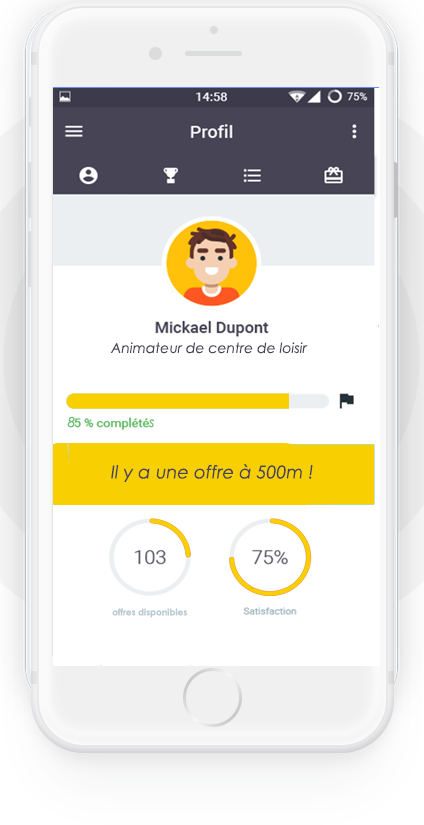 14:58 75%
Profil
Mickael Dupont
Animateur de centre de loisir
85 % complétés
Il y a une offre à 500m !
103 75%
offres disponibles Satisfaction